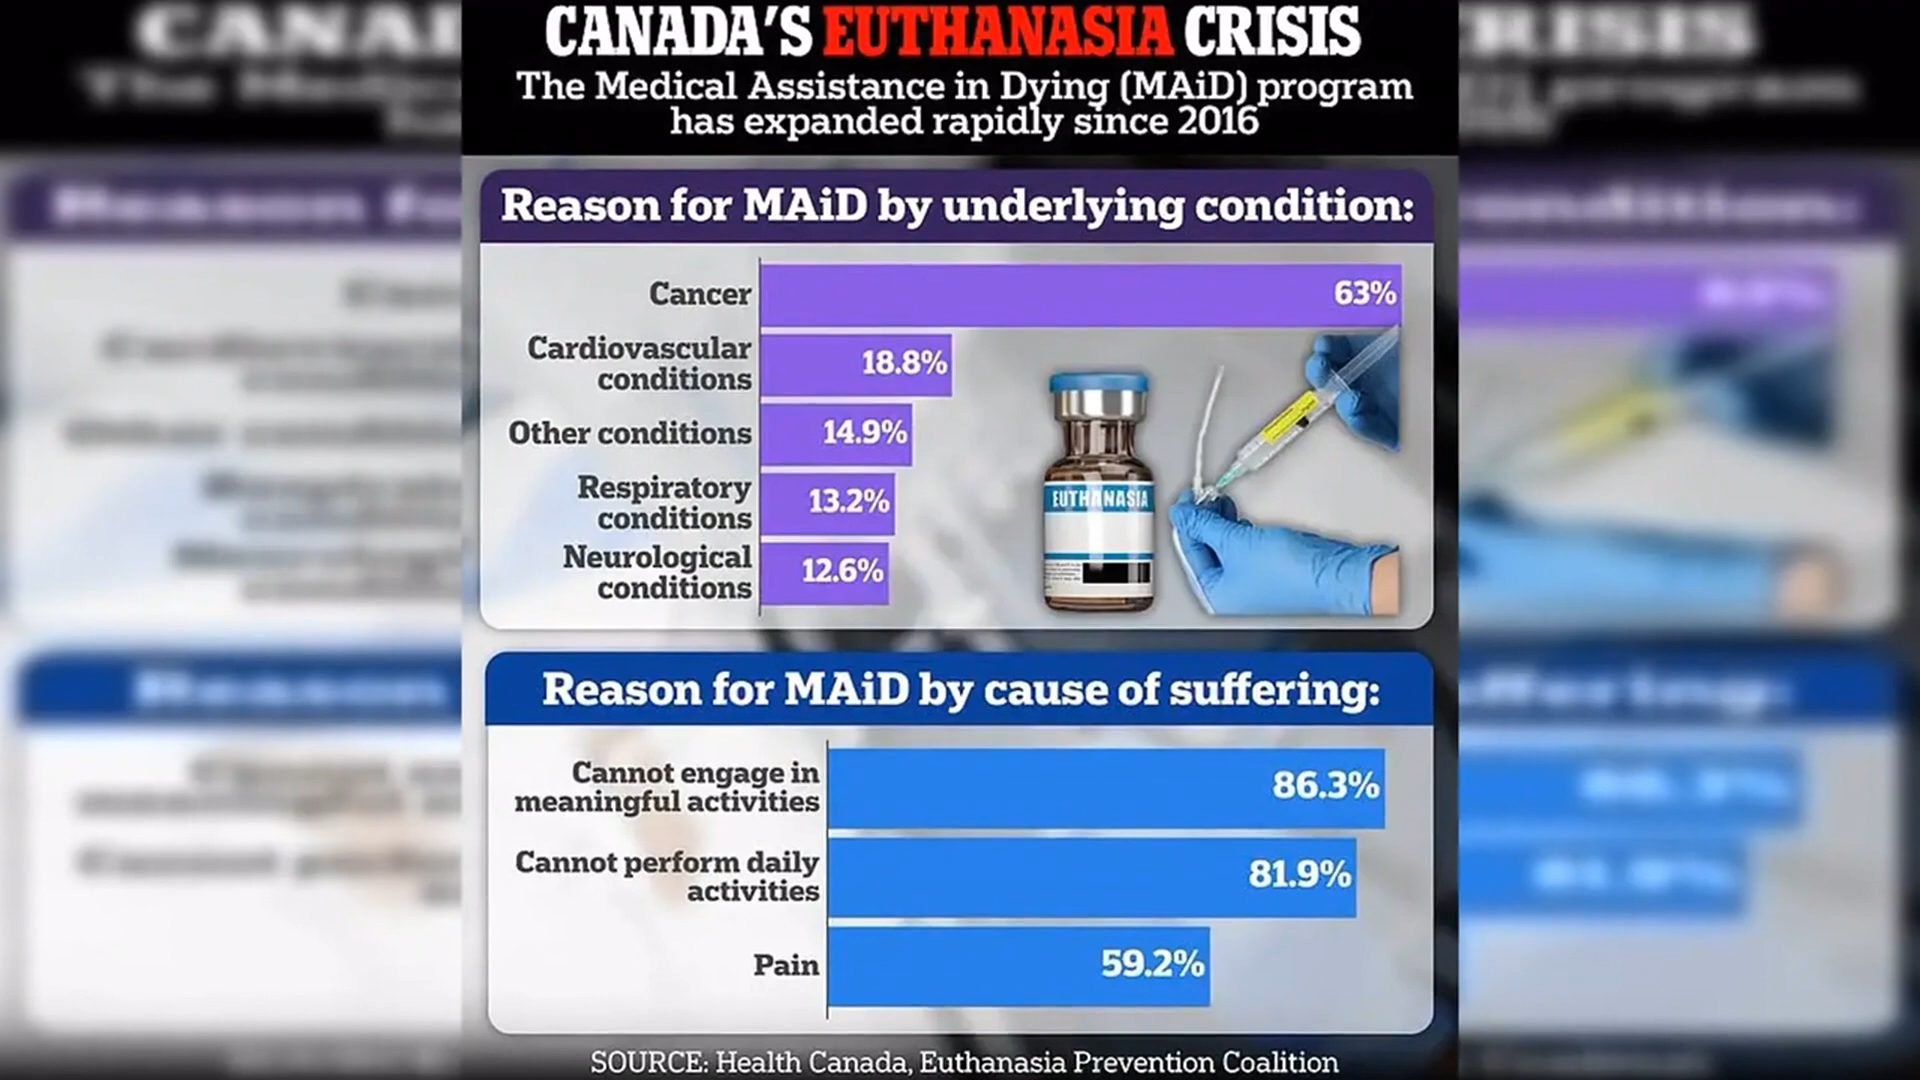 CANADA'S EUTHANASIA CRISIS
The Medical Assistance in Dying (MAiD) program
has expanded rapidly since 2016
Reason for MAiD by underlying condition:
Cancer
63%
Cardiovascular
conditions
18.8%
Other conditions
14.9%
Respiratory
conditions
13.2%
Neurological
conditions
12.6%
EUTHANASIA
Reason for MAiD by cause of suffering:
Cannot engage in
meaningful activities
86.3%
Cannot perform daily
activities
81.9%
Pain
59.2%
SOURCE: Health Canada, Euthanasia Prevention Coalition